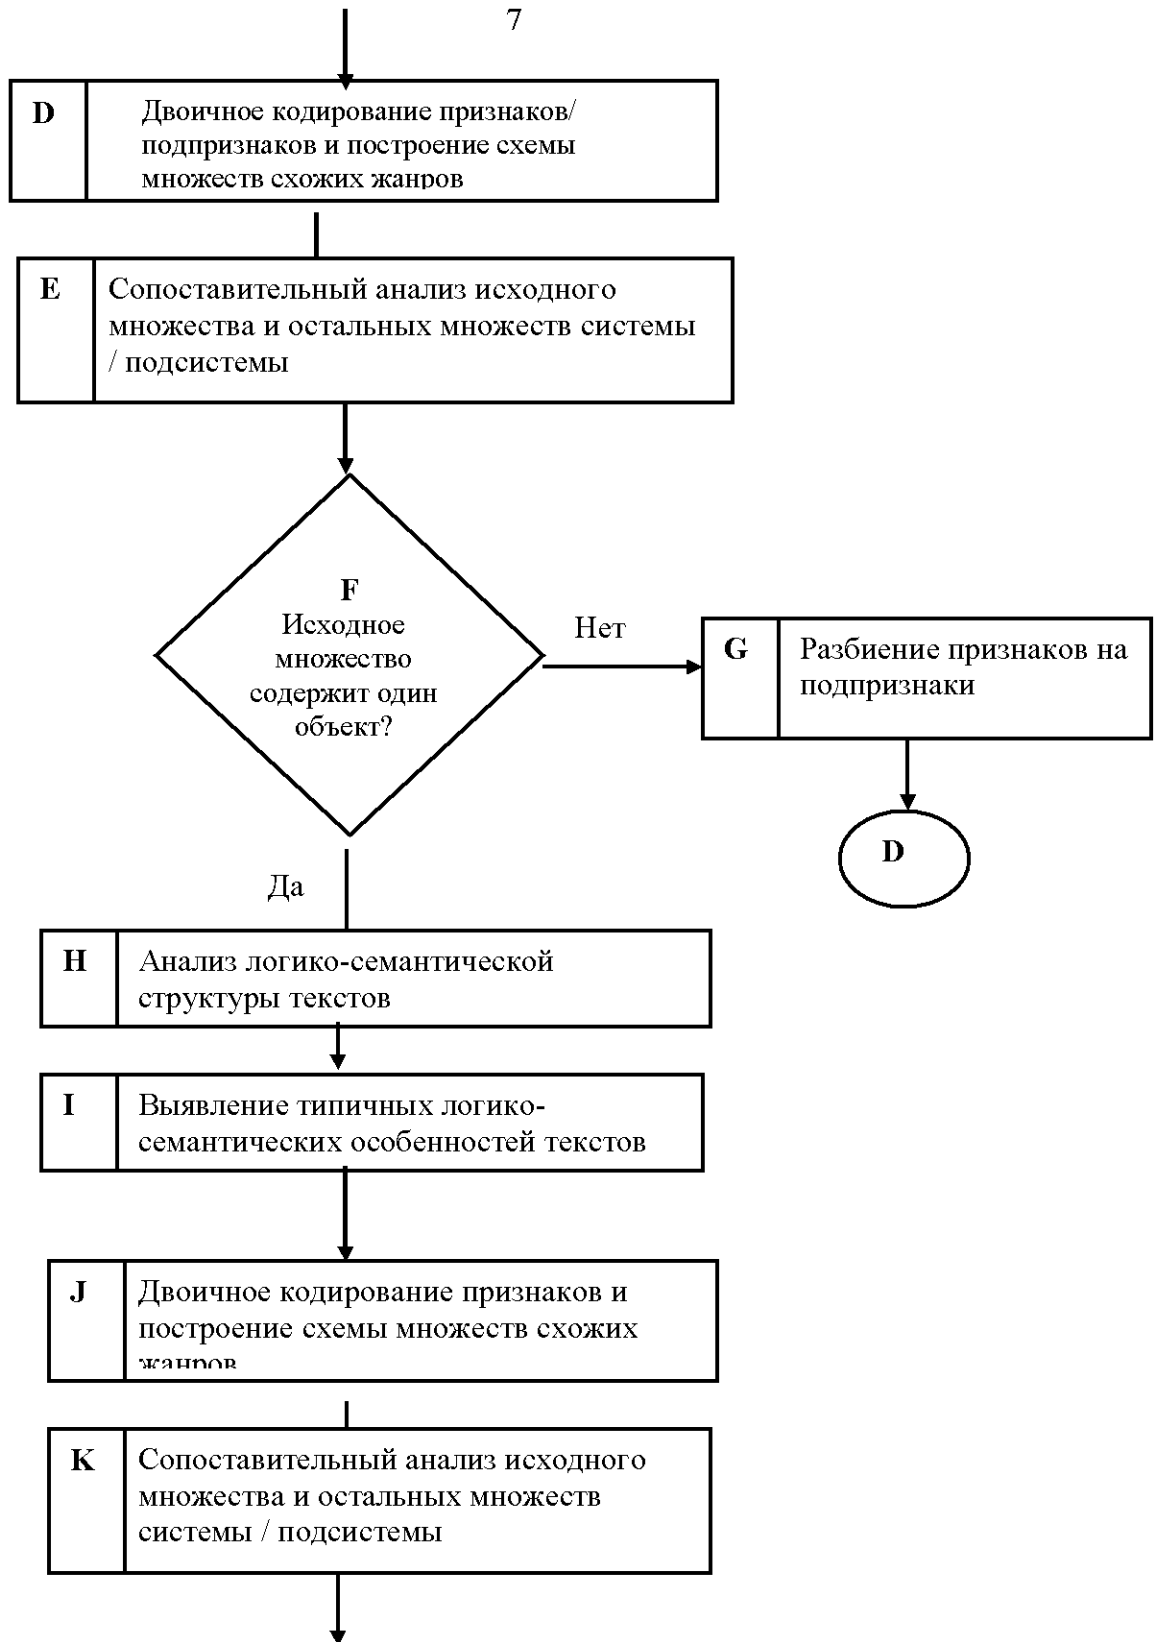 7
D
Двоичное кодирование признаков/
подпризнаков и построение схемы
множеств схожих жанров
E
Сопоставительный анализ исходного
множества и остальных множеств системы
/ подсистемы
F
Исходное
множество
содержит один
объект?
Нет
G
Разбиение признаков на
подпризнаки
D
Да
H
Анализ логико-семантической
структуры текстов
I
Выявление типичных логико-
семантических особенностей текстов
J
Двоичное кодирование признаков и
построение схемы множеств схожих
жанров
K
Сопоставительный анализ исходного
множества и остальных множеств
системы / подсистемы